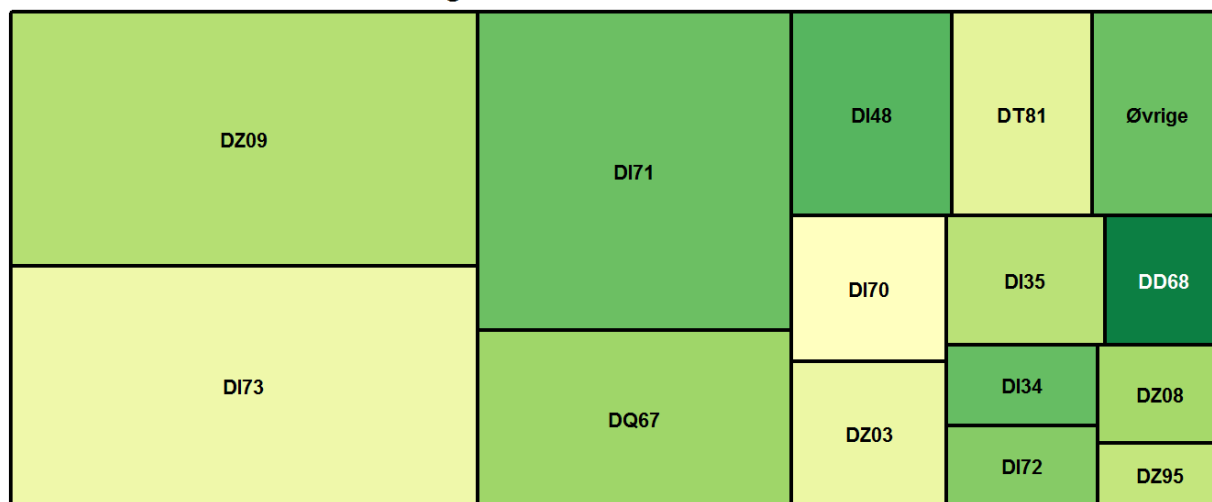 DZ09
DI73
DI71
DQ67
DI48
DT81
Øvrige
DI70
DI35
DD68
DZ03
DI34
DZ08
DI72
DZ95